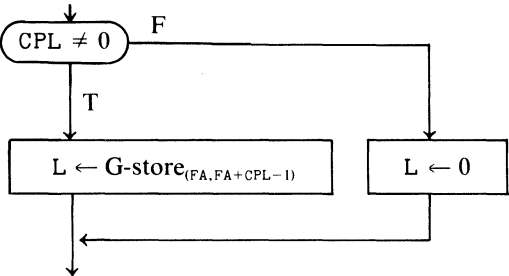 CPL ≠ 0
F
T
L ← G-store(FA,FA+CPL−1)
L ← 0